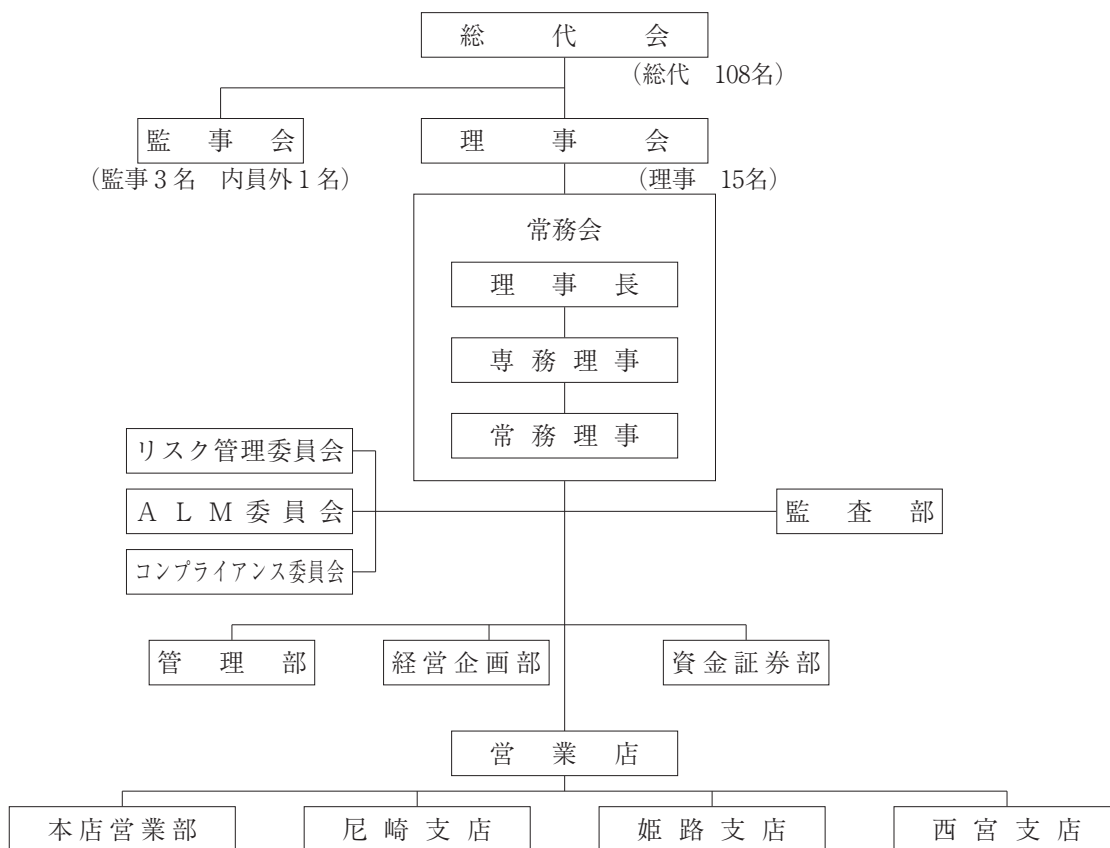 総代会
（総代　108名）
監事会
理事会
（監事３名　内員外１名）
（理事　15名）
常務会
理事長
専務理事
常務理事
リスク管理委員会
ＡＬＭ委員会
監査部
コンプライアンス委員会
管理部
経営企画部
資金証券部
営業店
本店営業部
尼崎支店
姫路支店
西宮支店